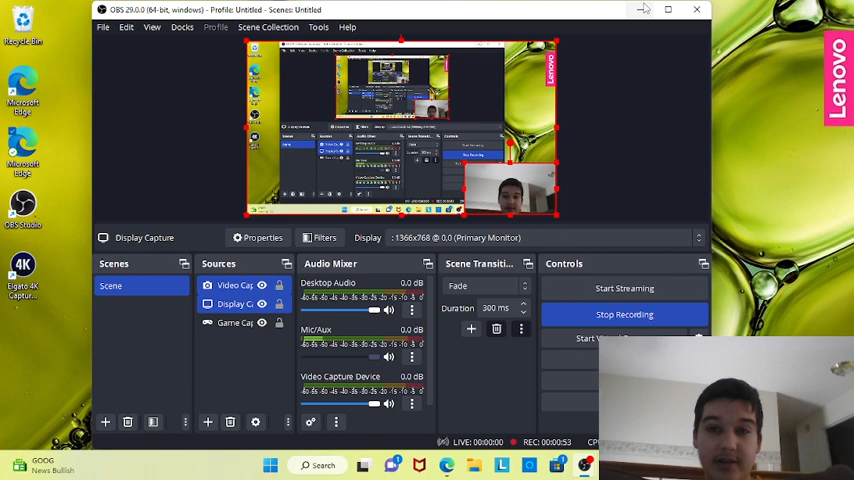 OBS 29.0.0 (64-bit, windows) - Profile: Untitled - Scenes: Untitled
File Edit View Docks Profile Scene Collection Tools Help
Recycle Bin
Microsoft
Edge
Microsoft
Edge
OBS Studio
Elgato 4K
Captur...
Lenovo
Lenovo
Display Capture Properties Filters Display : 1366x768 @ 0,0 (Primary Monitor)
Scenes Sources Audio Mixer Scene Transiti... Controls
Scene
Video Cap
Display C
Game Cap
Desktop Audio 0.0 dB
Mic/Aux 0.0 dB
Video Capture Device 0.0 dB
Fade
Duration 300 ms
Start Streaming
Stop Recording
LIVE: 00:00:00 REC: 00:00:53
GOOG
News Bullish
Search